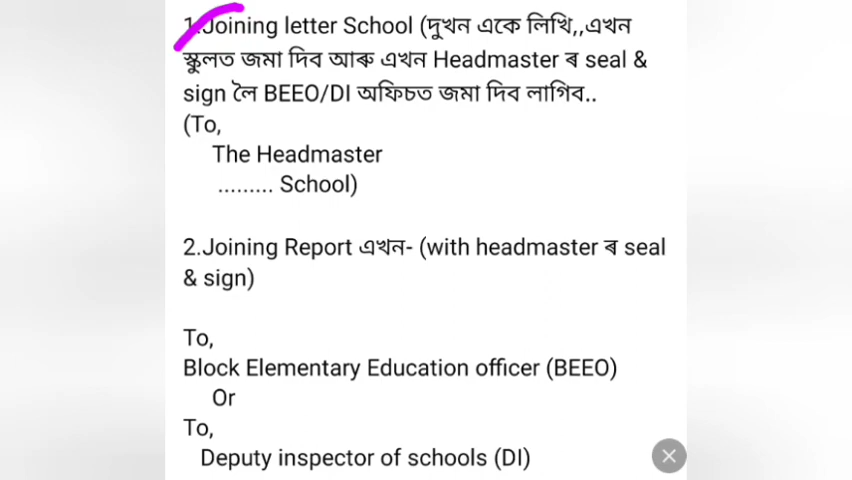 1.Joining letter School (দুখন একে লিখি,,এখন
স্কুলত জমা দিব আৰু এখন Headmaster ৰ seal &
sign লৈ BEEO/DI অফিচত জমা দিব লাগিব..
(To,
The Headmaster
......... School)
2.Joining Report এখন- (with headmaster ৰ seal
& sign)
To,
Block Elementary Education officer (BEEO)
Or
To,
Deputy inspector of schools (DI)